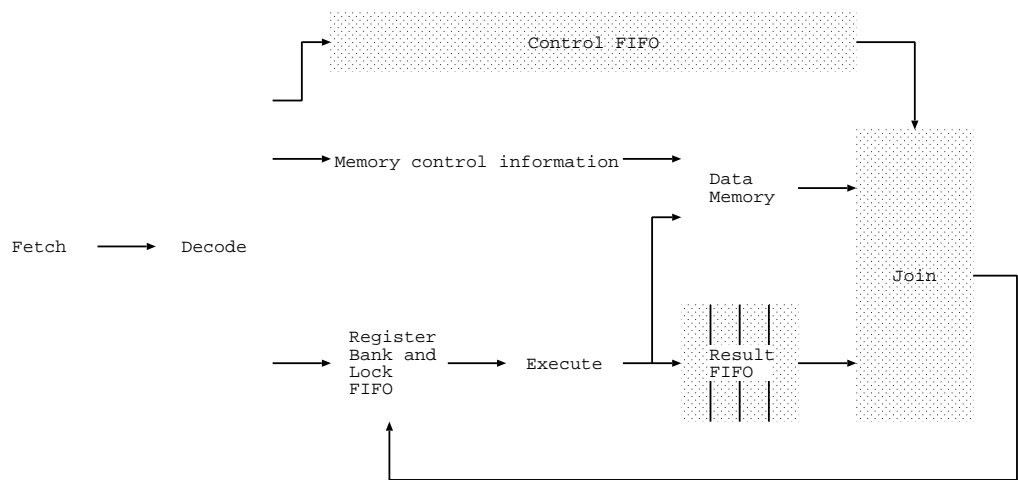 Control FIFO
Memory control information
Data
Memory
Fetch
Decode
Join
Register
Bank and
Lock
FIFO
Execute
Result
FIFO